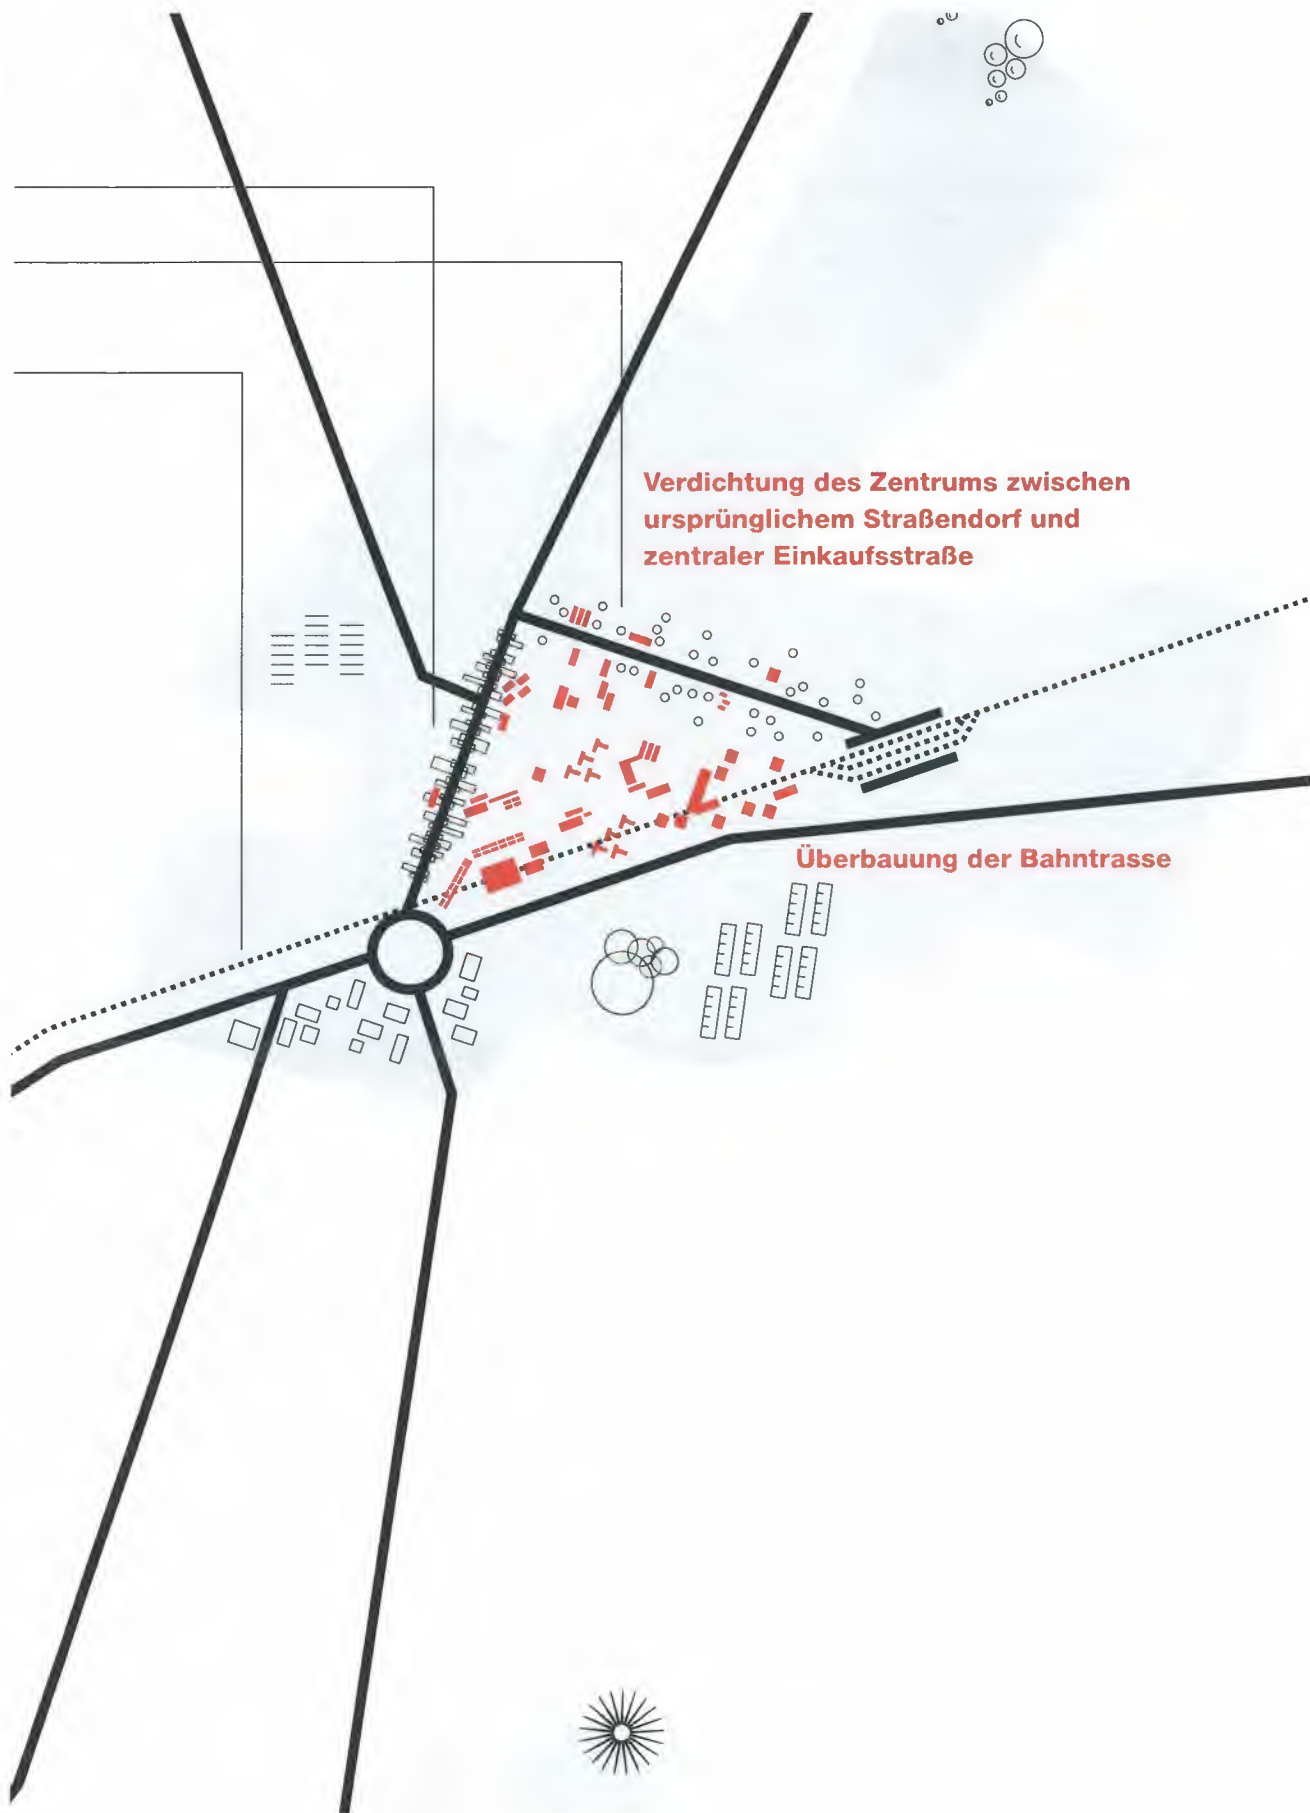 Verdichtung des Zentrums zwischen
ursprünglichem Straßendorf und
zentraler Einkaufsstraße
Überbauung der Bahntrasse